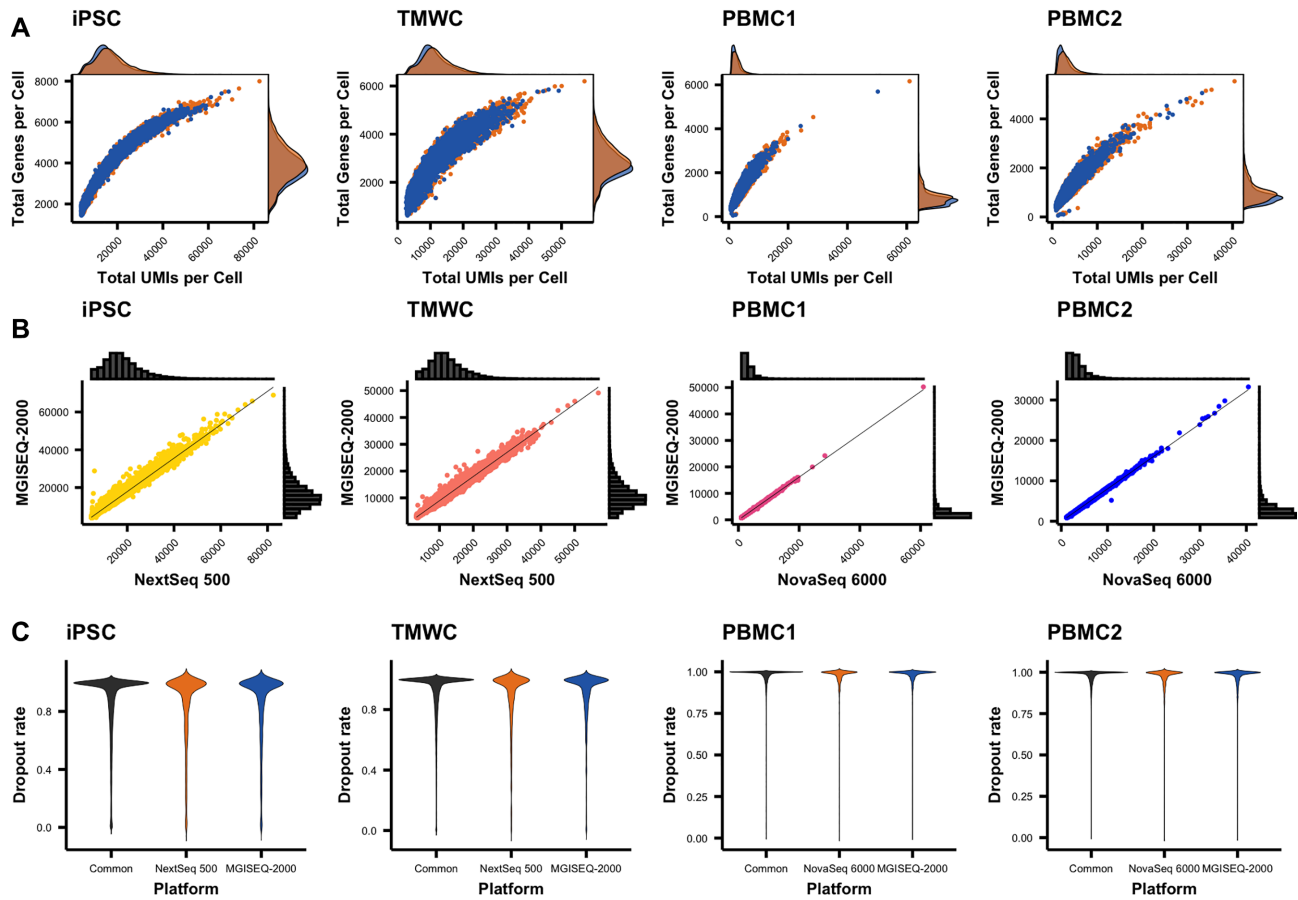 A
iPSC
TMWC
PBMC1
PBMC2
Total Genes per Cell
8000
6000
4000
2000
20000
40000
60000
80000
Total UMIs per Cell
Total Genes per Cell
6000
4000
2000
0
10000
20000
30000
40000
50000
Total UMIs per Cell
Total Genes per Cell
6000
4000
2000
0
0
20000
40000
60000
Total UMIs per Cell
Total Genes per Cell
4000
2000
0
0
10000
20000
30000
40000
Total UMIs per Cell
B
iPSC
TMWC
PBMC1
PBMC2
MGISEQ-2000
60000
40000
20000
20000
40000
60000
80000
NextSeq 500
MGISEQ-2000
50000
40000
30000
20000
10000
10000
20000
30000
40000
50000
NextSeq 500
MGISEQ-2000
50000
40000
30000
20000
10000
0
0
20000
40000
60000
NovaSeq 6000
MGISEQ-2000
30000
20000
10000
0
0
10000
20000
30000
40000
NovaSeq 6000
C
iPSC
TMWC
PBMC1
PBMC2
Dropout rate
0.8
0.4
0.0
Common
NextSeq 500
MGISEQ-2000
Platform
Dropout rate
0.8
0.4
0.0
Common
NextSeq 500
MGISEQ-2000
Platform
Dropout rate
1.00
0.75
0.50
0.25
0.00
Common
NovaSeq 6000
MGISEQ-2000
Platform
Dropout rate
1.00
0.75
0.50
0.25
0.00
Common
NovaSeq 6000
MGISEQ-2000
Platform